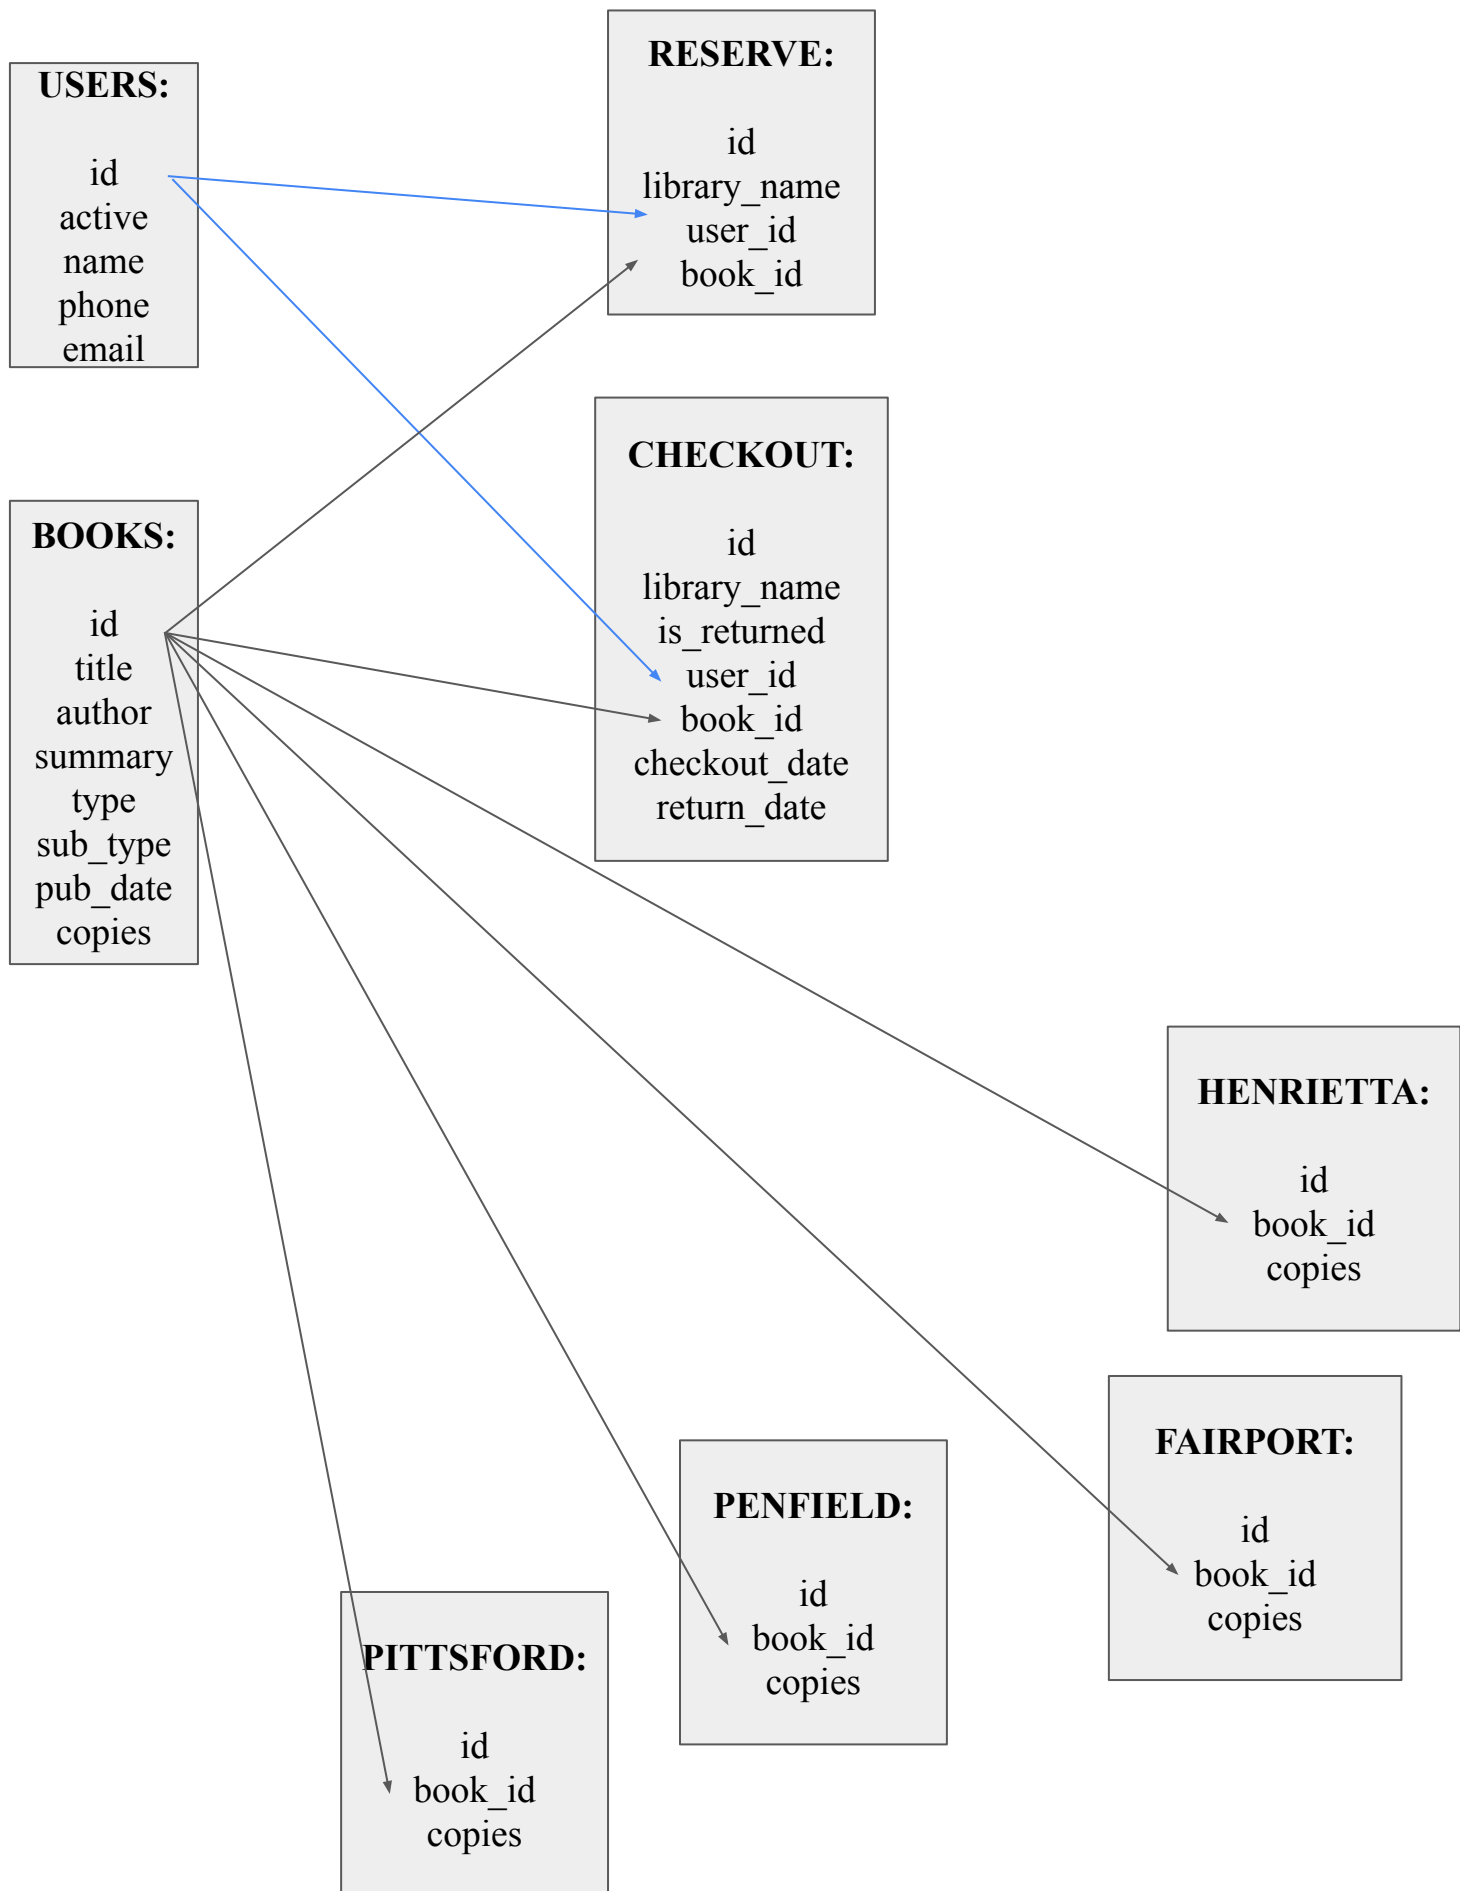 USERS:
id
active
name
phone
email
RESERVE:
id
library_name
user_id
book_id
CHECKOUT:
id
library_name
is_returned
user_id
book_id
checkout_date
return_date
BOOKS:
id
title
author
summary
type
sub_type
pub_date
copies
HENRIETTA:
id
book_id
copies
FAIRPORT:
id
book_id
copies
PENFIELD:
id
book_id
copies
PITTSFORD:
id
book_id
copies